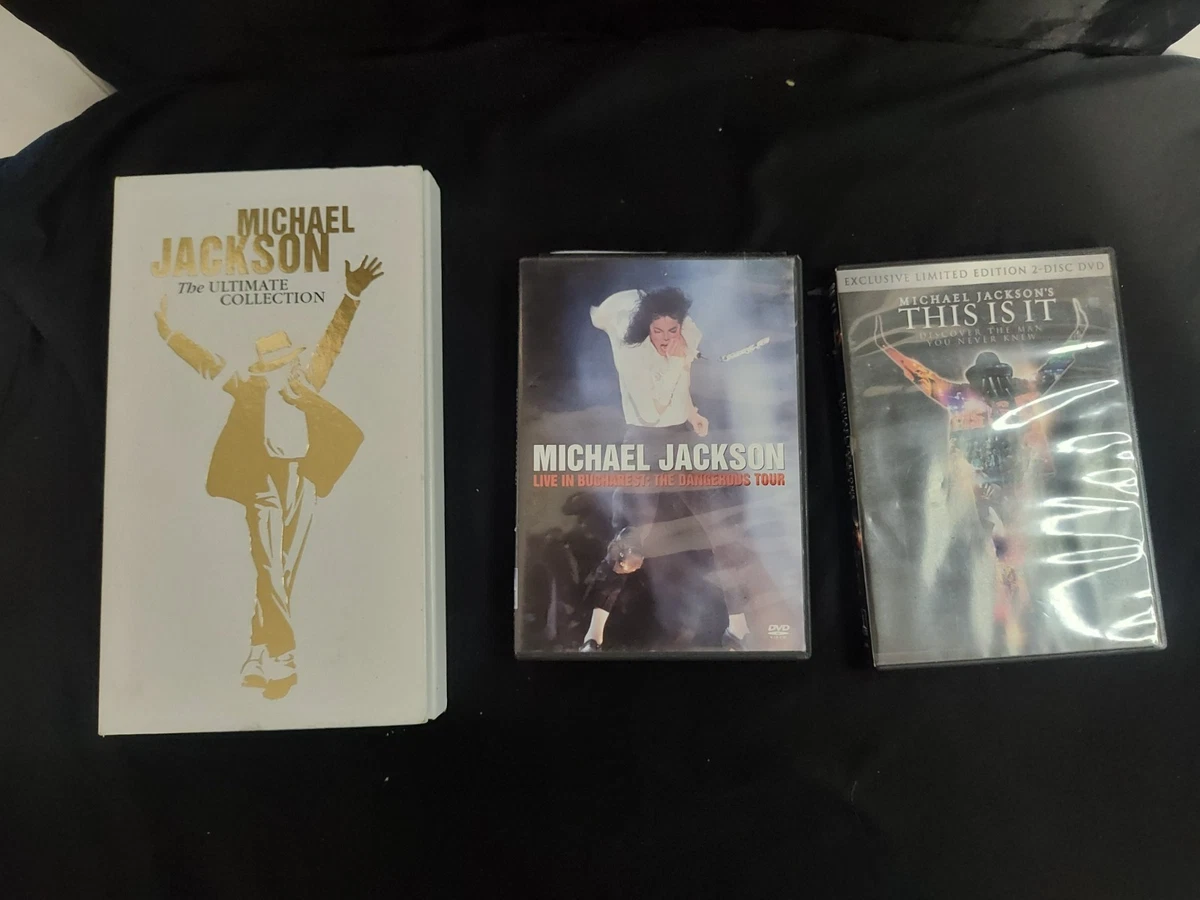 MICHAEL
JACKSON
The ULTIMATE
COLLECTION
MICHAEL JACKSON
LIVE IN BUCHAREST: THE DANGEROUS TOUR
DVD
EXCLUSIVE LIMITED EDITION 2-DISC DVD
MICHAEL JACKSON'S
THIS IS IT
DISCOVER THE MAN
YOU NEVER KNEW